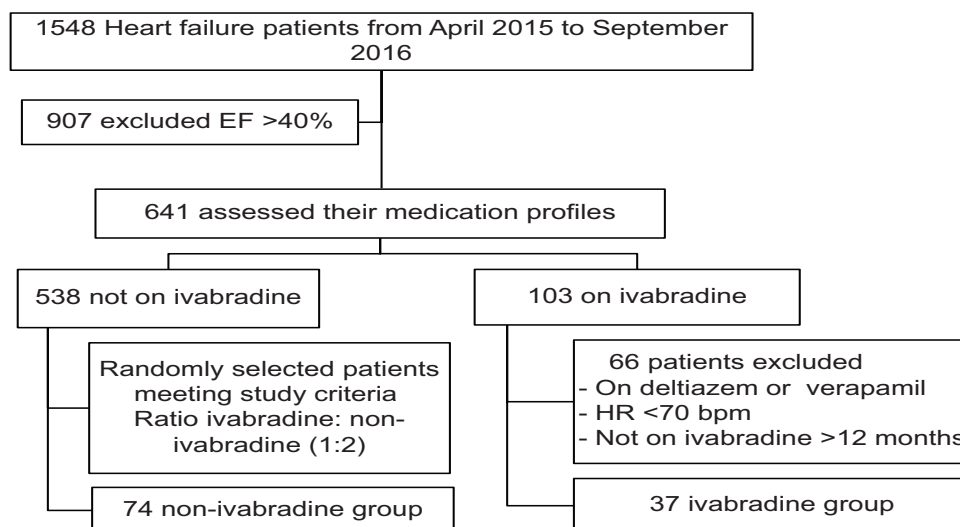 1548 Heart failure patients from April 2015 to September
2016
907 excluded EF >40%
641 assessed their medication profiles
538 not on ivabradine
103 on ivabradine
Randomly selected patients
meeting study criteria
Ratio ivabradine: non-
ivabradine (1:2)
66 patients excluded
- On deltiazem or verapamil
- HR <70 bpm
- Not on ivabradine >12 months
74 non-ivabradine group
37 ivabradine group